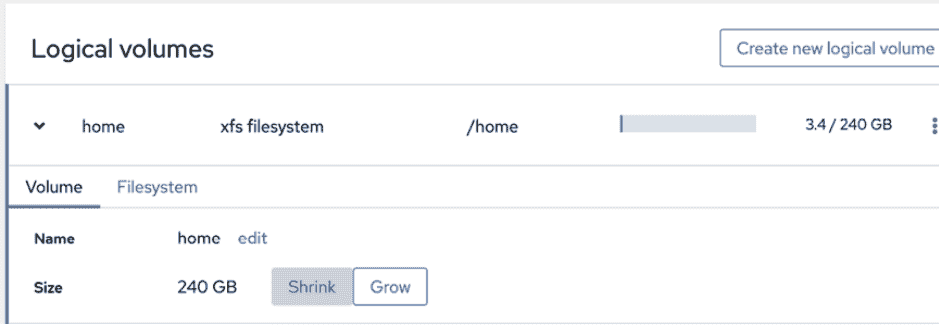 Logical volumes
Create new logical volume
home xfs filesystem /home 3.4 / 240 GB
Volume Filesystem
Name home edit
Size 240 GB Shrink Grow